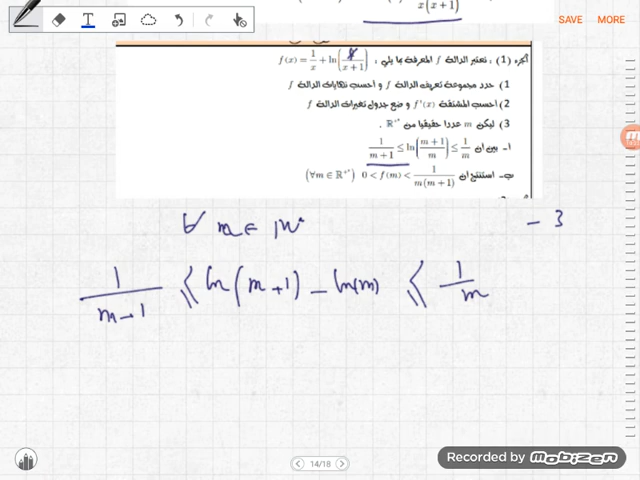 SAVE MORE
x(x+1)
الجزء (1) : نعتبر الدالة f المعرفة بما يلي : f(x) = 1/x + ln(x/(x+1))
1) حدد مجموعة تعريف الدالة f و احسب نهايات الدالة f
2) احسب المشتقة f'(x) و ضع جدول تغيرات الدالة f
3) ليكن m عددا حقيقيا من ℝ⁺* .
أ- بين ان 1/(m+1) ≤ ln((m+1)/m) ≤ 1/m
ب- استنتج ان 0 < f(m) < 1/(m(m+1)) (∀m ∈ ℝ⁺*)
- 3
∀ m ∈ ℝ⁺*
1/(m+1) ≤ ln(m+1) - ln(m) ≤ 1/m
14/18
Recorded by Mobizen